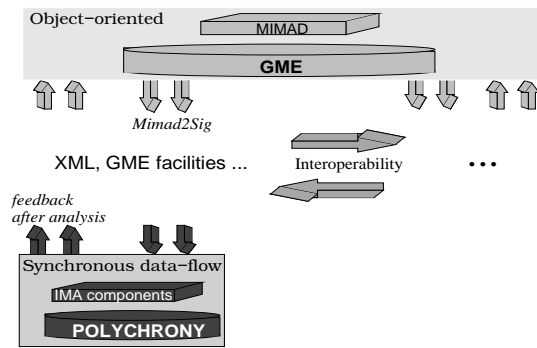 Object-oriented
MIMAD
GME
Mimad2Sig
XML, GME facilities ...
Interoperability
...
feedback
after analysis
Synchronous data-flow
IMA components
POLYCHRONY